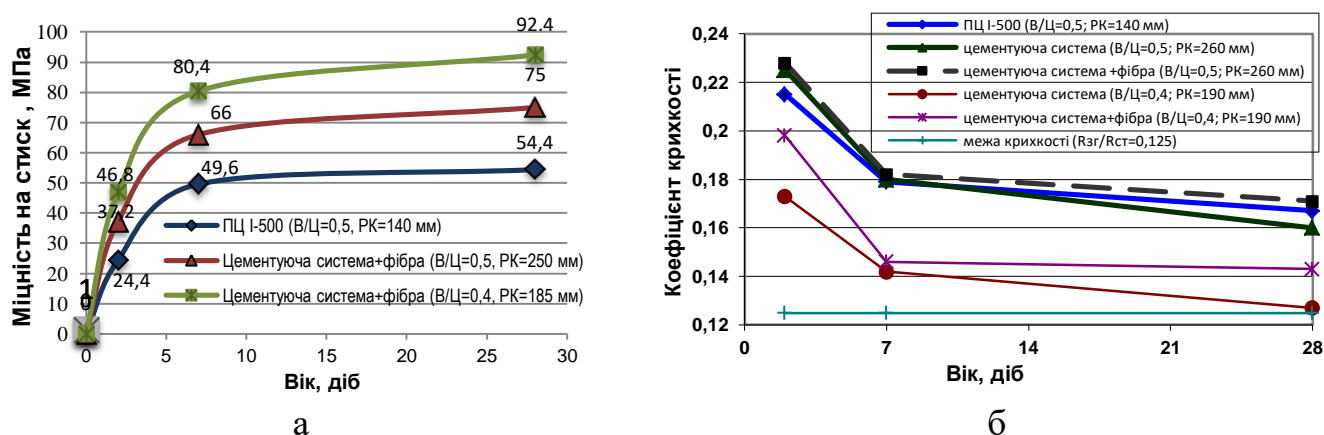 Міцність на стиск , МПа
100
90
80
70
60
50
40
30
20
10
0
92.4
80,4
75
66
54,4
49,6
46,8
37,2
24,4
0
ПЦ І-500 (В/Ц=0,5, РК=140 мм)
Цементуюча система+фібра (В/Ц=0,5, РК=250 мм)
Цементуюча система+фібра (В/Ц=0,4, РК=185 мм)
0 5 10 15 20 25 30
Вік, діб
а
Коефіцієнт крихкості
0,24
0,22
0,2
0,18
0,16
0,14
0,12
ПЦ І-500 (В/Ц=0,5; РК=140 мм)
цементуюча система (В/Ц=0,5; РК=260 мм)
цементуюча система +фібра (В/Ц=0,5; РК=260 мм)
цементуюча система (В/Ц=0,4; РК=190 мм)
цементуюча система+фібра (В/Ц=0,4; РК=190 мм)
межа крихкості (Rзг/Rст=0,125)
0 7 14 21 28
Вік, діб
б